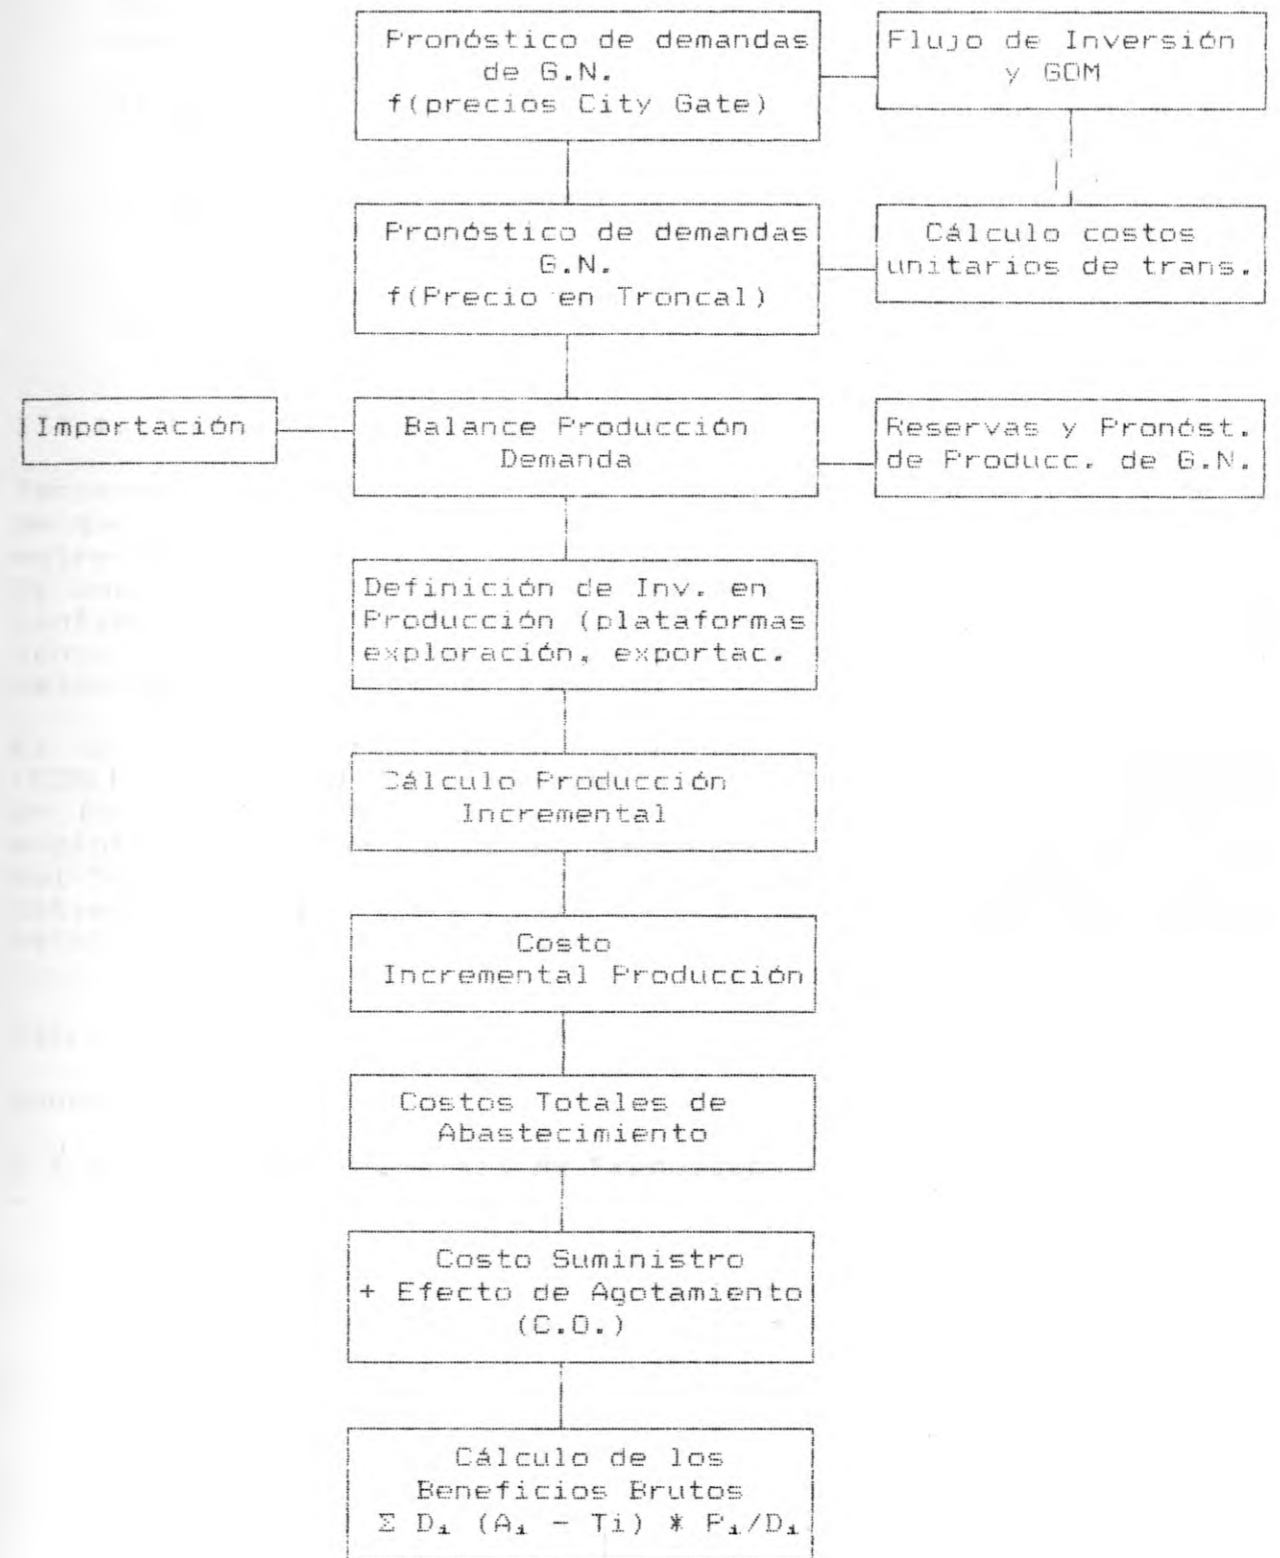 Pronóstico de demandas
de G.N.
f(precios City Gate)
Flujo de Inversión
y GOM
Pronóstico de demandas
G.N.
f(Precio en Troncal)
Cálculo costos
unitarios de trans.
Importación
Balance Producción
Demanda
Reservas y Pronóst.
de Producc. de G.N.
Definición de Inv. en
Producción (plataformas
exploración, exportac.
Cálculo Producción
Incremental
Costo
Incremental Producción
Costos Totales de
Abastecimiento
Costo Suministro
+ Efecto de Agotamiento
(C.O.)
Cálculo de los
Beneficios Brutos
Σ Di (Ai - Ti) * Pi/Di